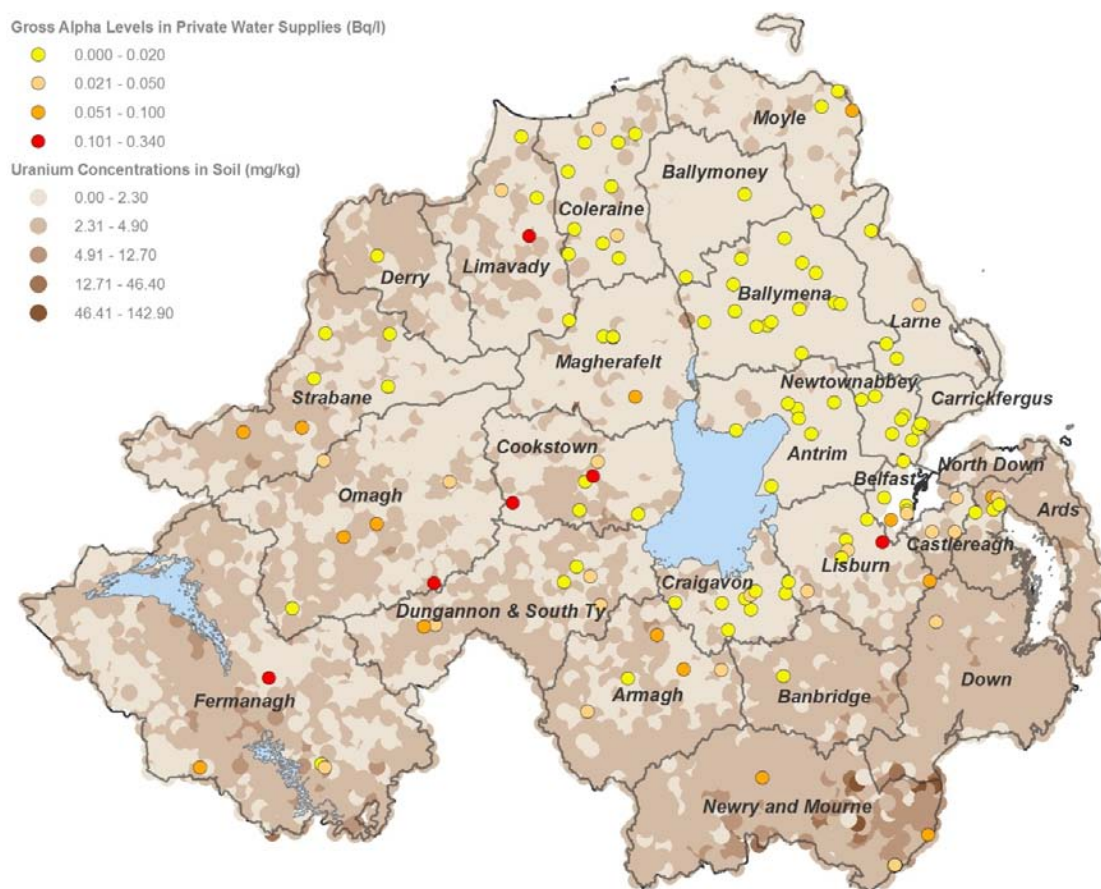 Gross Alpha Levels in Private Water Supplies (Bq/l)
0.000 - 0.020
0.021 - 0.050
0.051 - 0.100
0.101 - 0.340
Uranium Concentrations in Soil (mg/kg)
0.00 - 2.30
2.31 - 4.90
4.91 - 12.70
12.71 - 46.40
46.41 - 142.90
Moyle
Ballymoney
Coleraine
Limavady
Derry
Ballymena
Larne
Magherafelt
Strabane
Newtownabbey
Carrickfergus
Cookstown
Antrim
North Down
Belfast
Omagh
Ards
Castlereagh
Lisburn
Craigavon
Dungannon & South Ty
Fermanagh
Armagh
Banbridge
Down
Newry and Mourne